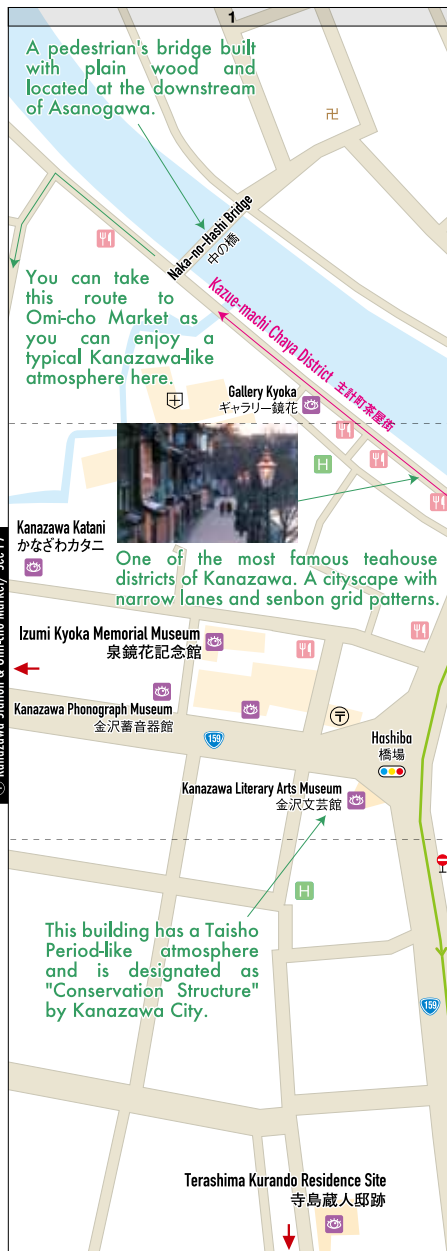 1
A pedestrian's bridge built
with plain wood and
located at the downstream
of Asanogawa.
卍
Naka-no-Hashi Bridge
中の橋
You can take
this route to
Omi-cho Market as
you can enjoy a
typical Kanazawa-like
atmosphere here.
Kazue-machi Chaya District 主計町茶屋街
Gallery Kyoka
ギャラリー鏡花
H
Kanazawa Katani
かなざわカタニ
One of the most famous teahouse
districts of Kanazawa. A cityscape with
narrow lanes and senbon grid patterns.
Izumi Kyoka Memorial Museum
泉鏡花記念館
Kanazawa Phonograph Museum
金沢蓄音器館
〒
159
Hashiba
橋場
Kanazawa Literary Arts Museum
金沢文芸館
H
This building has a Taisho
Period-like atmosphere
and is designated as
"Conservation Structure"
by Kanazawa City.
159
Terashima Kurando Residence Site
寺島蔵人邸跡